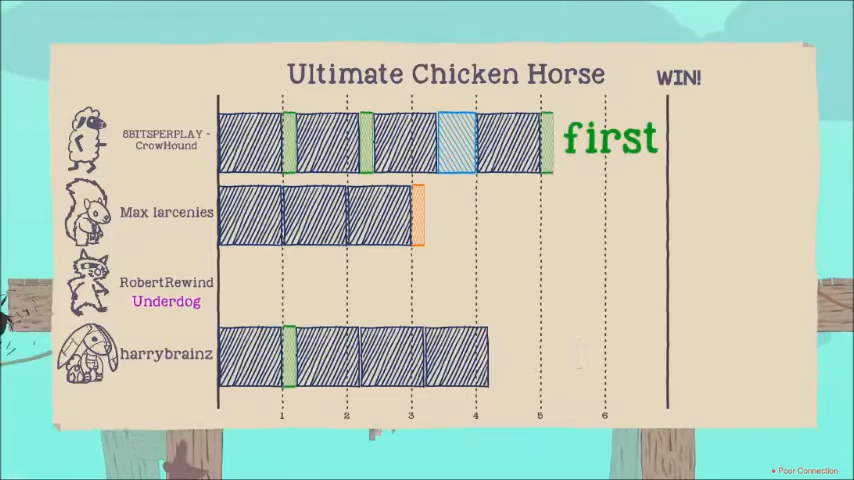 Ultimate Chicken Horse
WIN!
8BITSPERPLAY -
CrowHound
first
Max larcenies
RobertRewind
Underdog
harrybrainz
1 2 3 4 5 6
Poor Connection